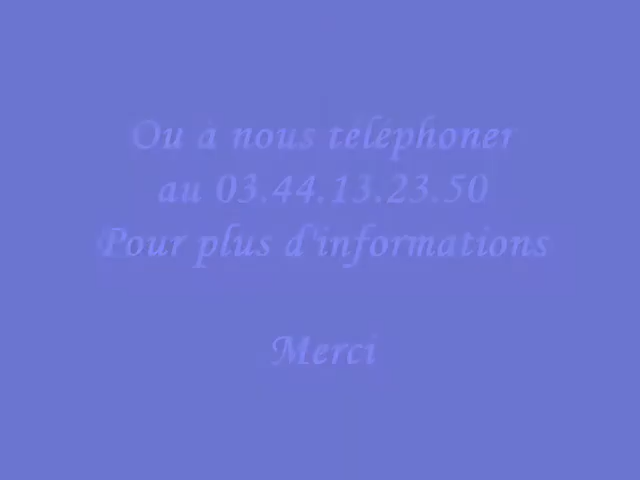 Ou à nous téléphoner
au 03.44.13.23.50
Pour plus d'informations
Merci